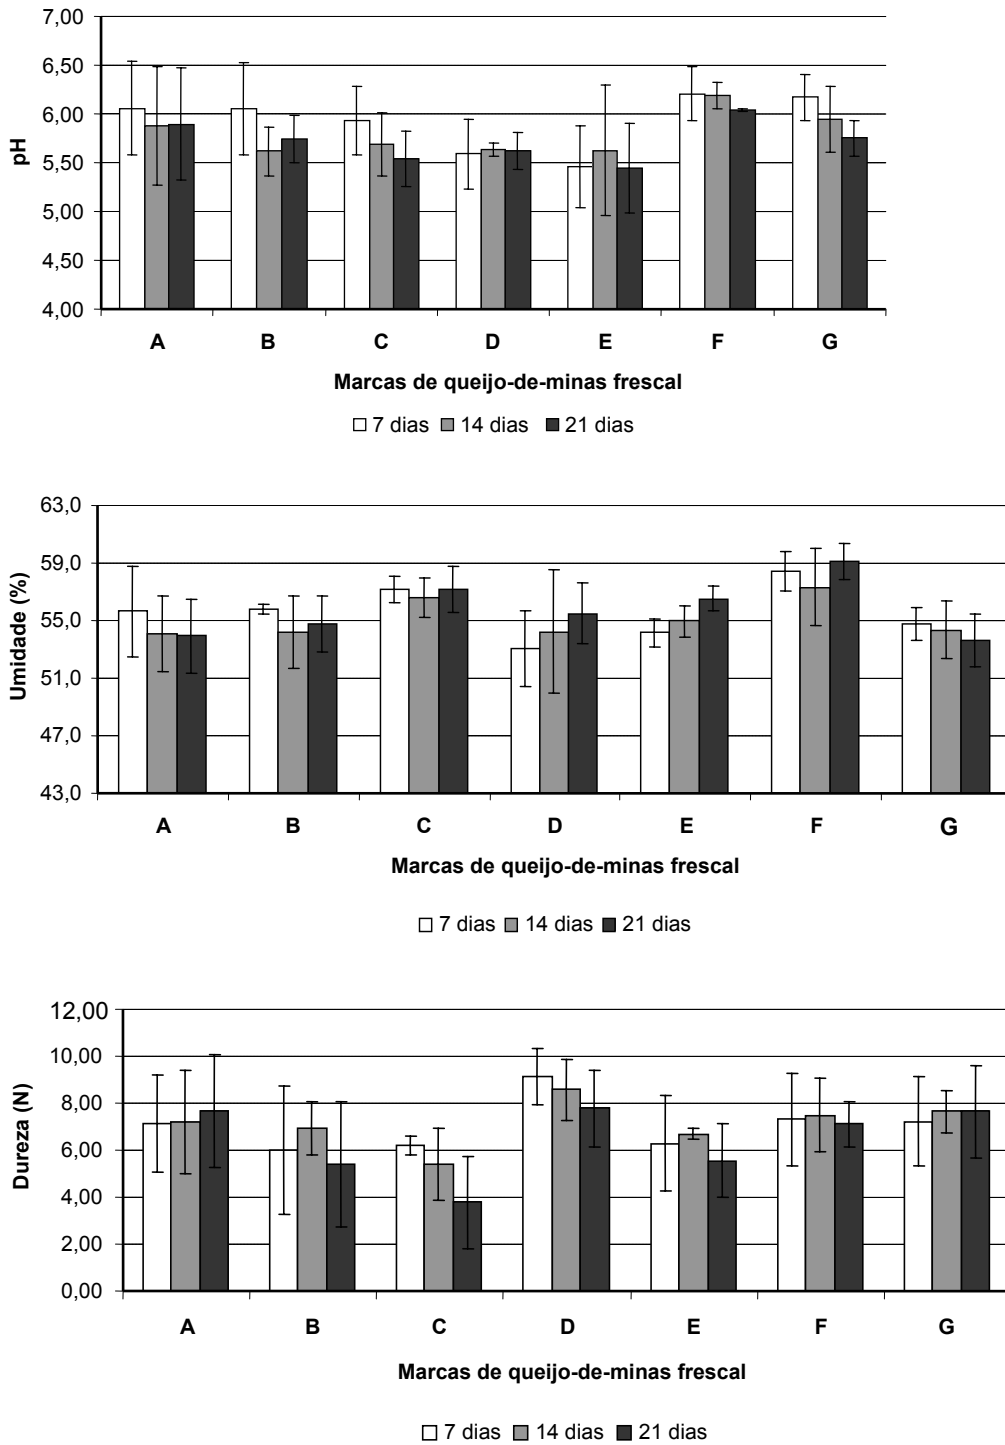 7,00
6,50
6,00
5,50
5,00
4,50
4,00
pH
A B C D E F G
Marcas de queijo-de-minas frescal
7 dias 14 dias 21 dias
63,0
59,0
55,0
51,0
47,0
43,0
Umidade (%)
A B C D E F G
Marcas de queijo-de-minas frescal
7 dias 14 dias 21 dias
12,00
10,00
8,00
6,00
4,00
2,00
0,00
Dureza (N)
A B C D E F G
Marcas de queijo-de-minas frescal
7 dias 14 dias 21 dias